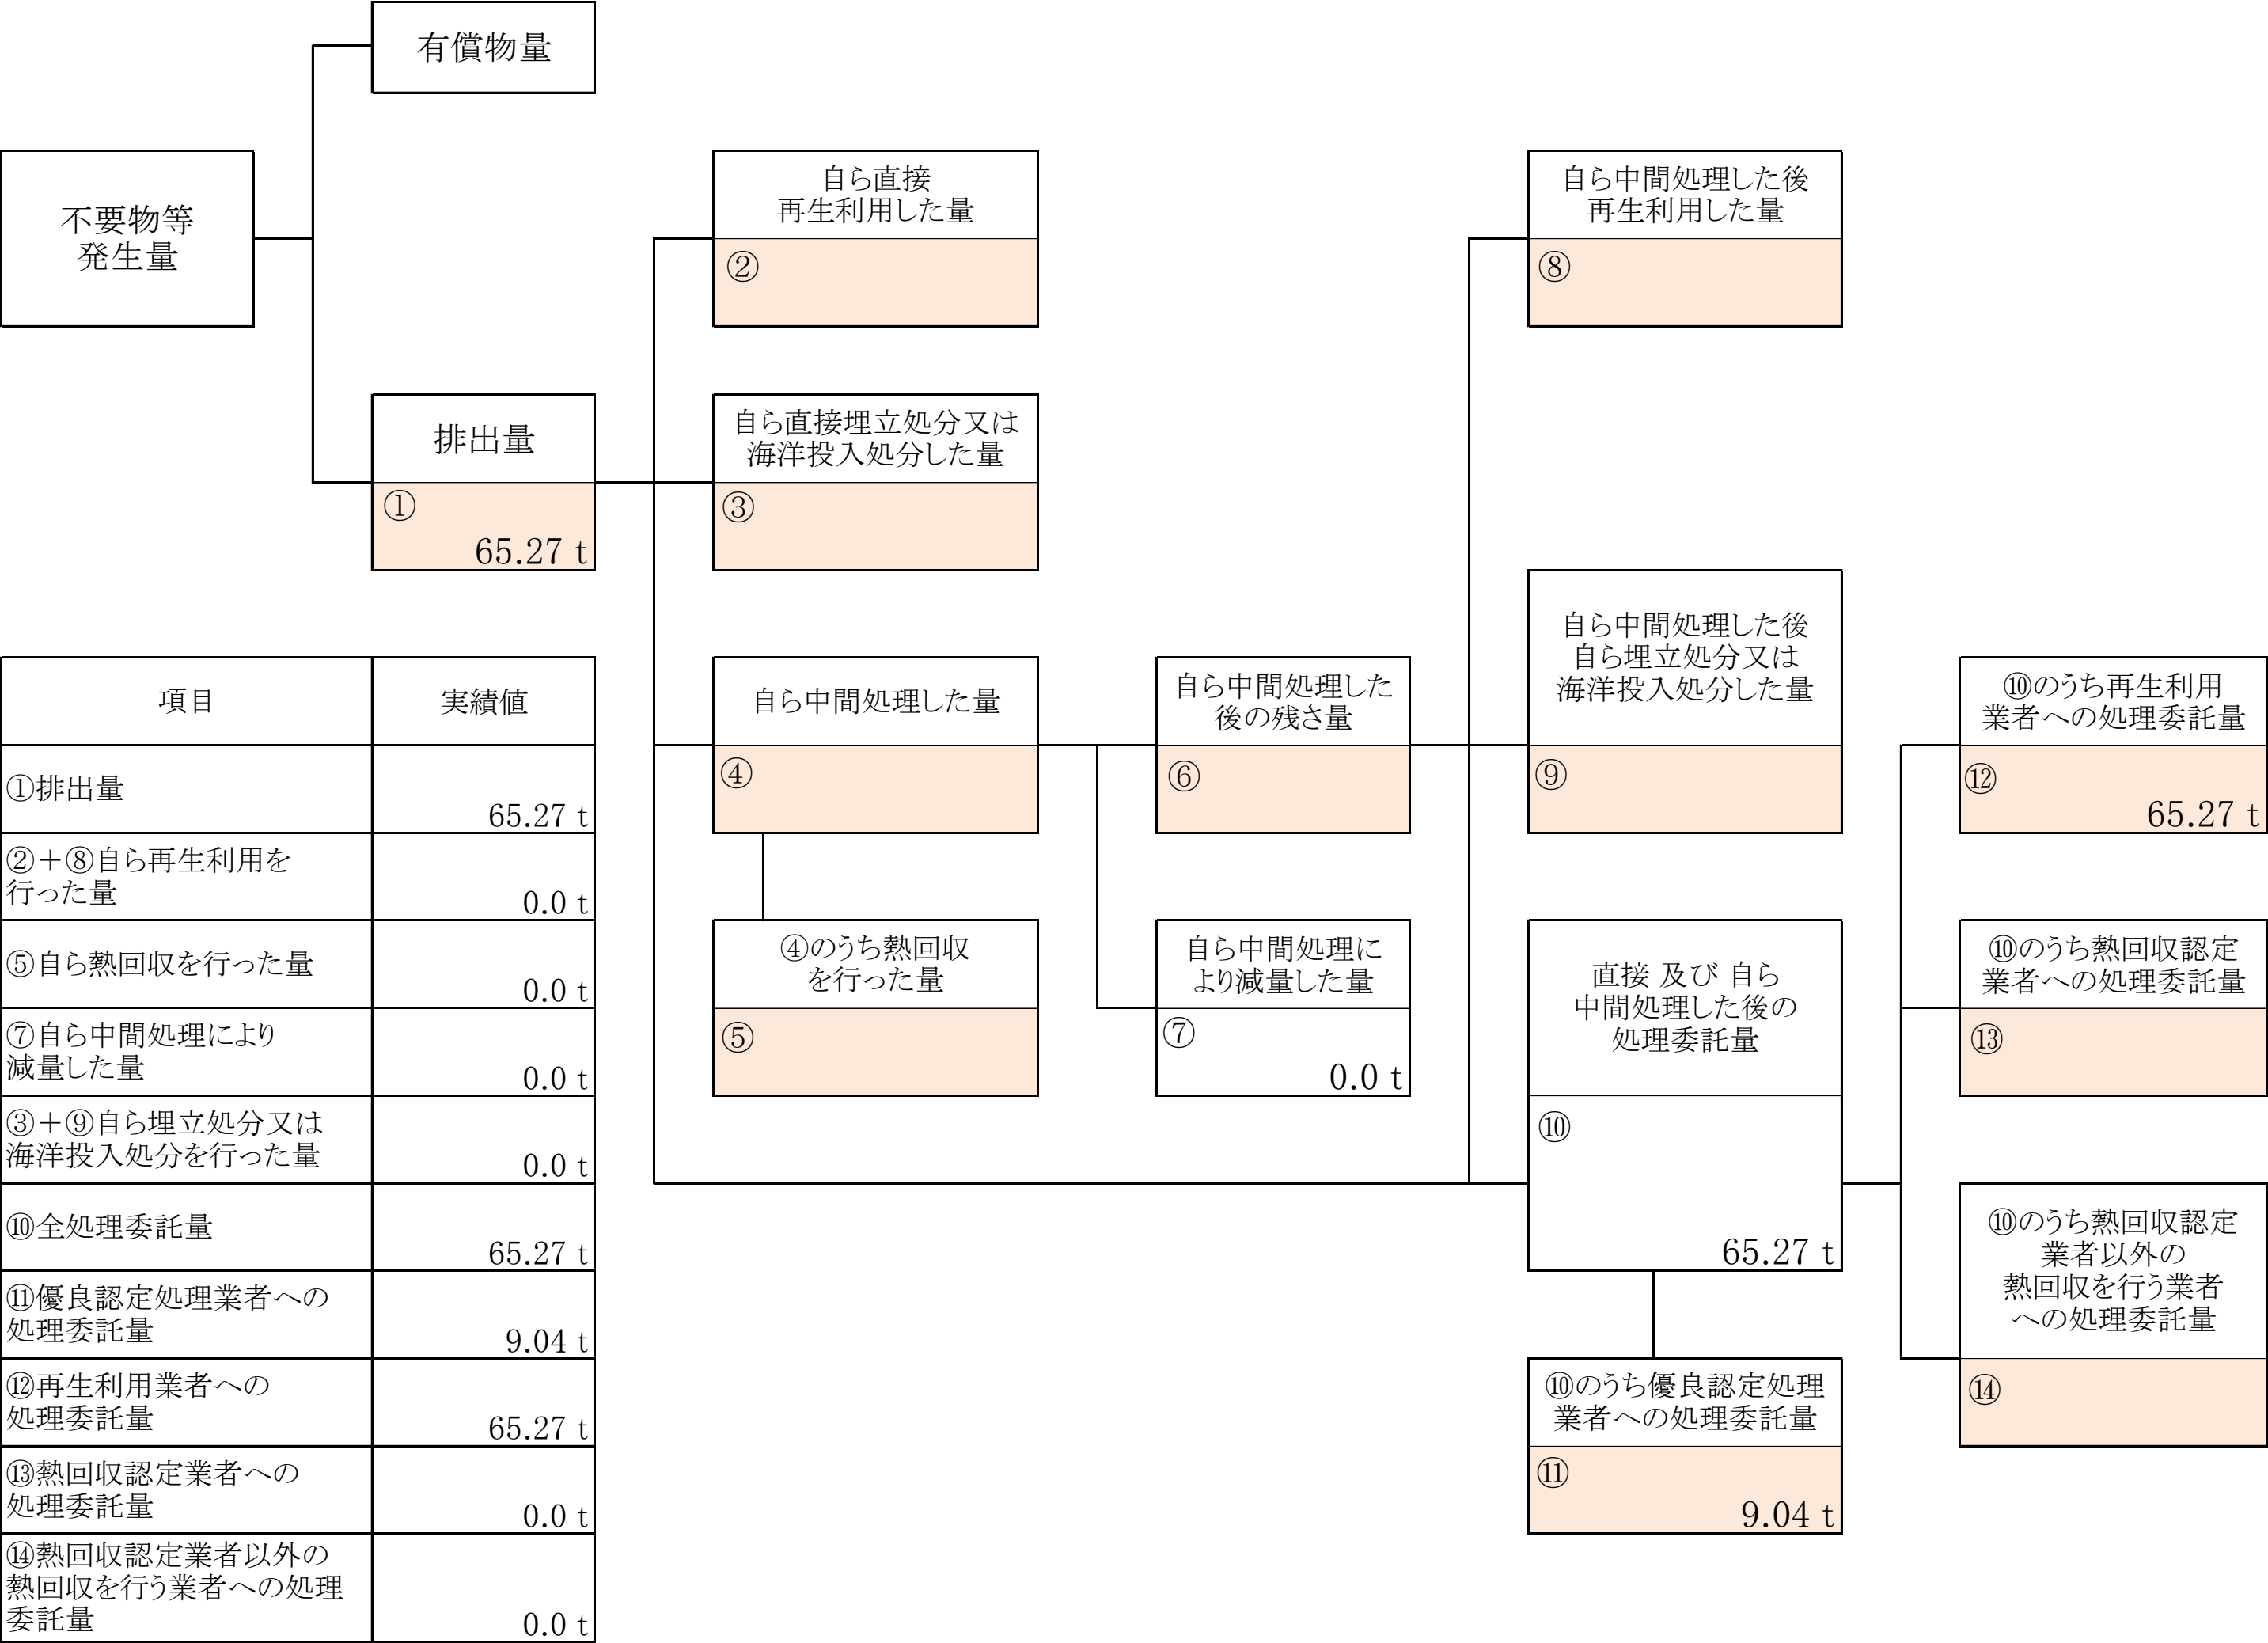 有償物量
不要物等
発生量
自ら直接
再生利用した量
②
自ら中間処理した後
再生利用した量
⑧
排出量
①
65.27 t
自ら直接埋立処分又は
海洋投入処分した量
③
自ら中間処理した量
④
自ら中間処理した
後の残さ量
⑥
自ら中間処理した後
自ら埋立処分又は
海洋投入処分した量
⑨
⑩のうち再生利用
業者への処理委託量
⑫
65.27 t
④のうち熱回収
を行った量
⑤
自ら中間処理に
より減量した量
⑦
0.0 t
直接 及び 自ら
中間処理した後の
処理委託量
⑩
65.27 t
⑩のうち熱回収認定
業者への処理委託量
⑬
⑩のうち熱回収認定
業者以外の
熱回収を行う業者
への処理委託量
⑭
⑩のうち優良認定処理
業者への処理委託量
⑪
9.04 t
項目 実績値
①排出量
65.27 t
②＋⑧自ら再生利用を
行った量
0.0 t
⑤自ら熱回収を行った量
0.0 t
⑦自ら中間処理により
減量した量
0.0 t
③＋⑨自ら埋立処分又は
海洋投入処分を行った量
0.0 t
⑩全処理委託量
65.27 t
⑪優良認定処理業者への
処理委託量
9.04 t
⑫再生利用業者への
処理委託量
65.27 t
⑬熱回収認定業者への
処理委託量
0.0 t
⑭熱回収認定業者以外の
熱回収を行う業者への処理
委託量
0.0 t